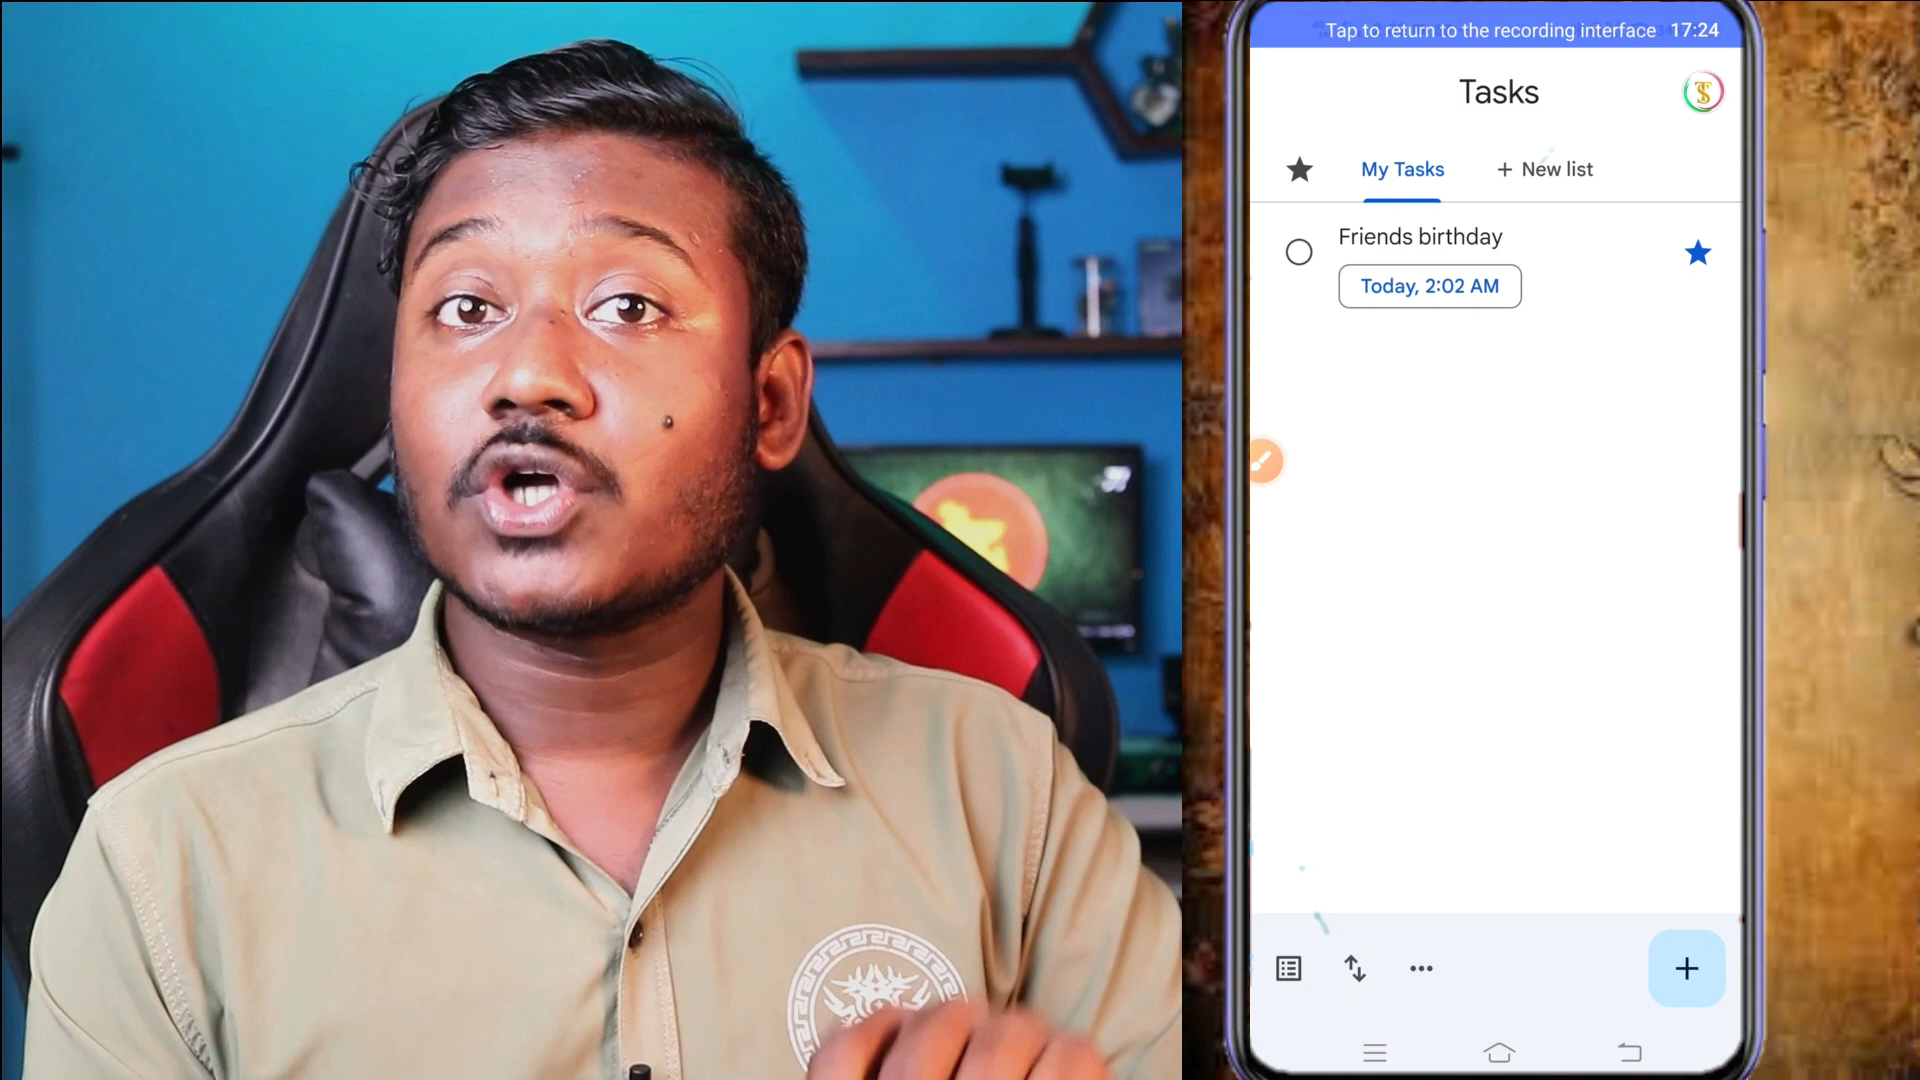 Tap to return to the recording interface 17:24
Tasks
My Tasks
+ New list
Friends birthday
Today, 2:02 AM